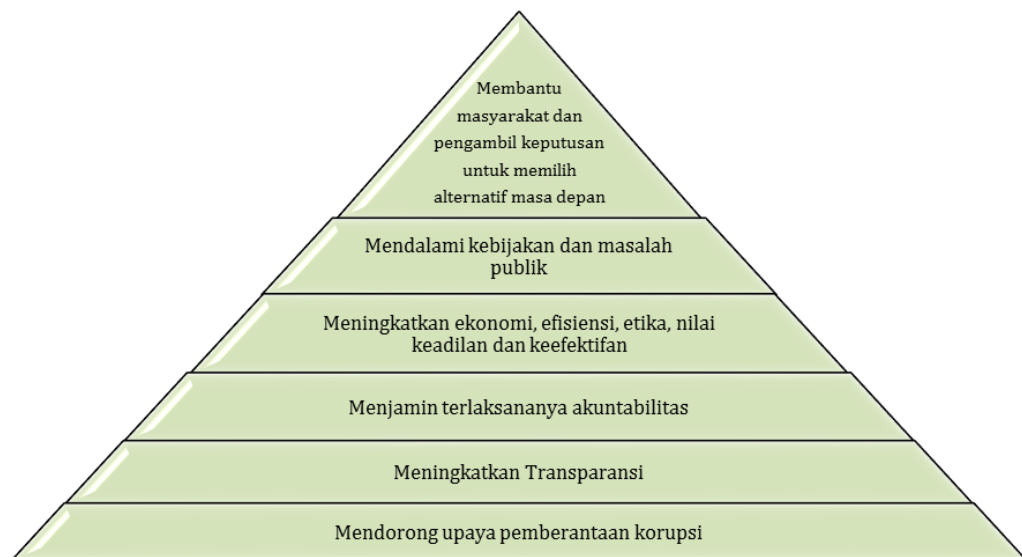 Membantu
masyarakat dan
pengambil keputusan
untuk memilih
alternatif masa depan
Mendalami kebijakan dan masalah
publik
Meningkatkan ekonomi, efisiensi, etika, nilai
keadilan dan keefektifan
Menjamin terlaksananya akuntabilitas
Meningkatkan Transparansi
Mendorong upaya pemberantaan korupsi